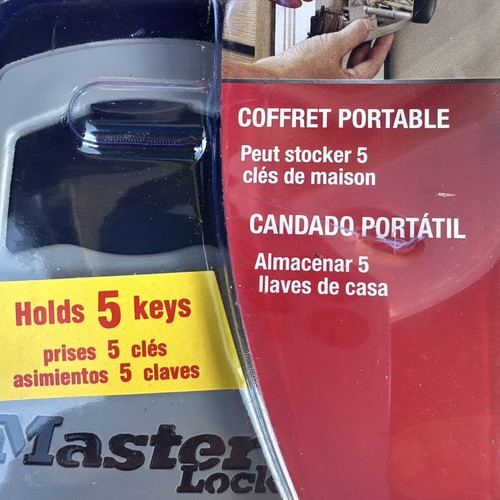 COFFRET PORTABLE
Peut stocker 5
clés de maison
CANDADO PORTÁTIL
Almacenar 5
llaves de casa
Holds 5 keys
prises 5 clés
asimientos 5 claves
Master
Lock